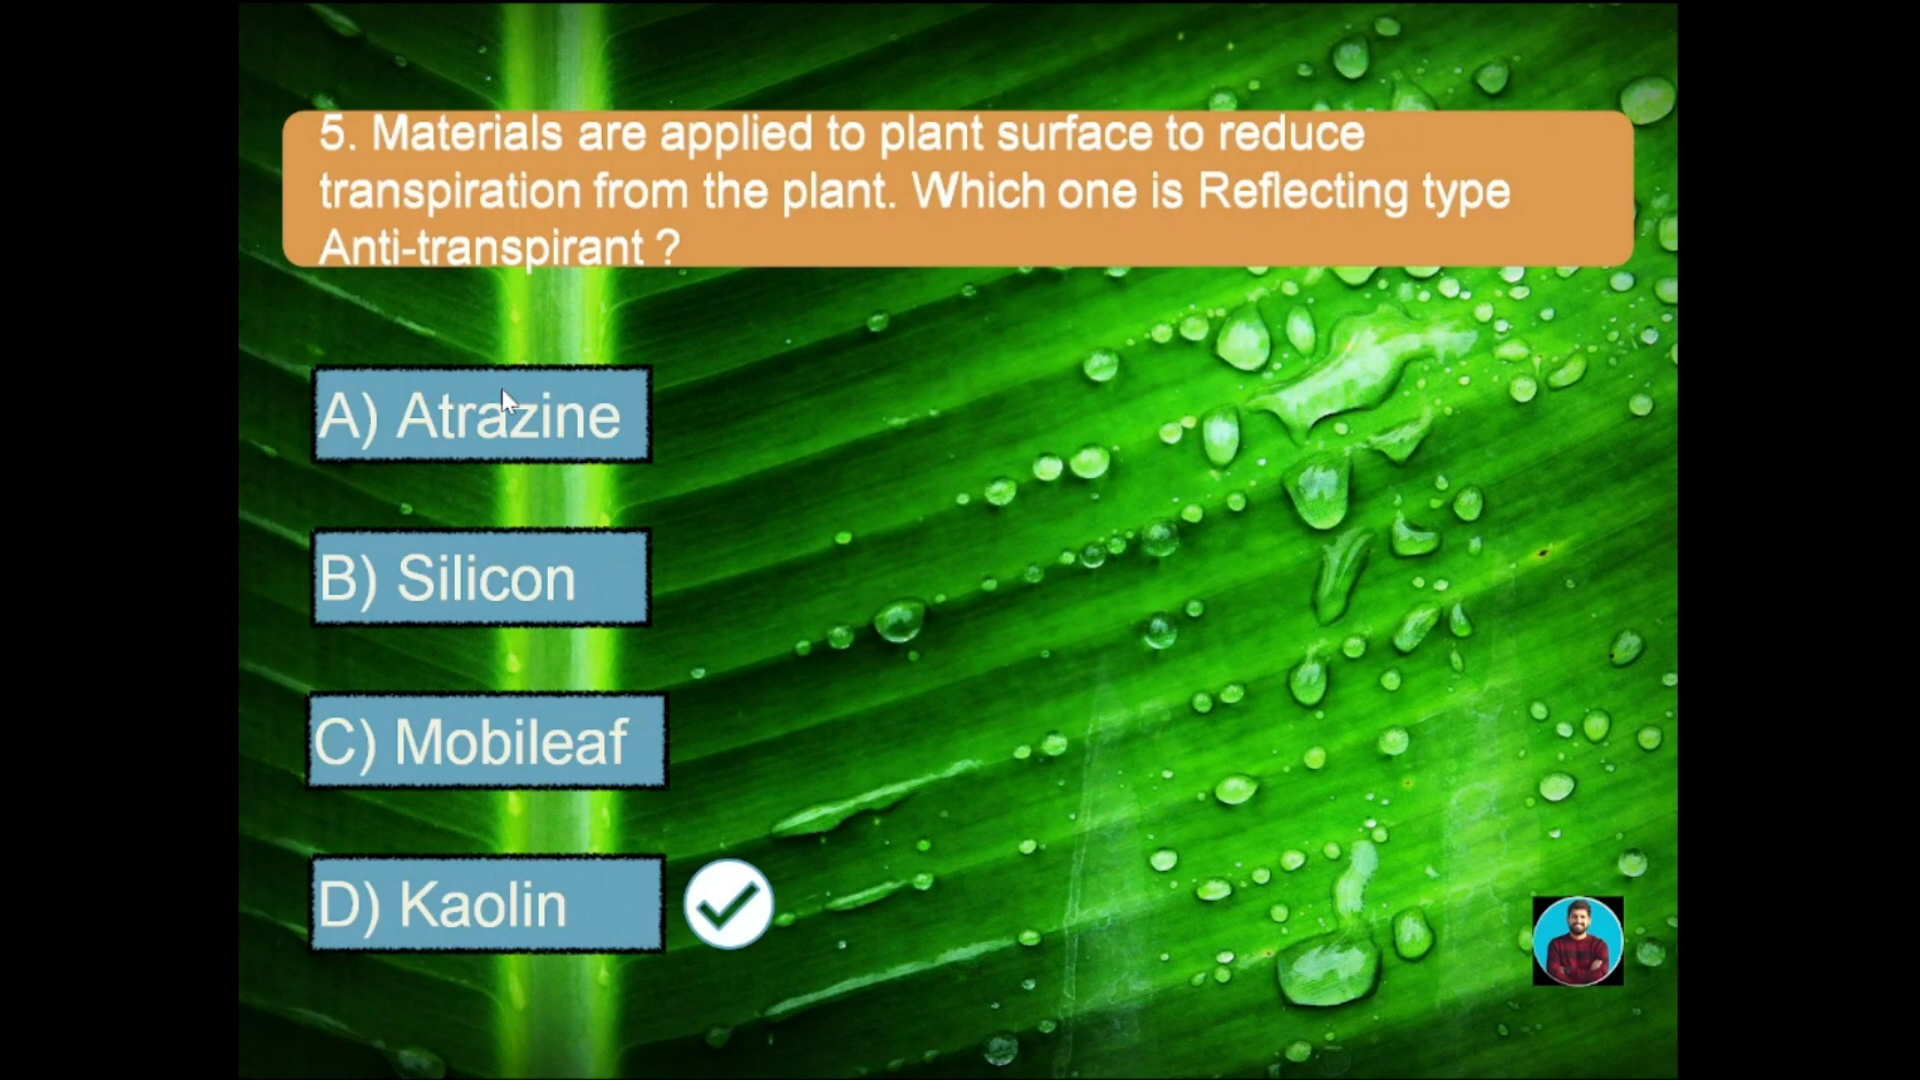 5. Materials are applied to plant surface to reduce
transpiration from the plant. Which one is Reflecting type
Anti-transpirant ?
A) Atrazine
B) Silicon
C) Mobileaf
D) Kaolin